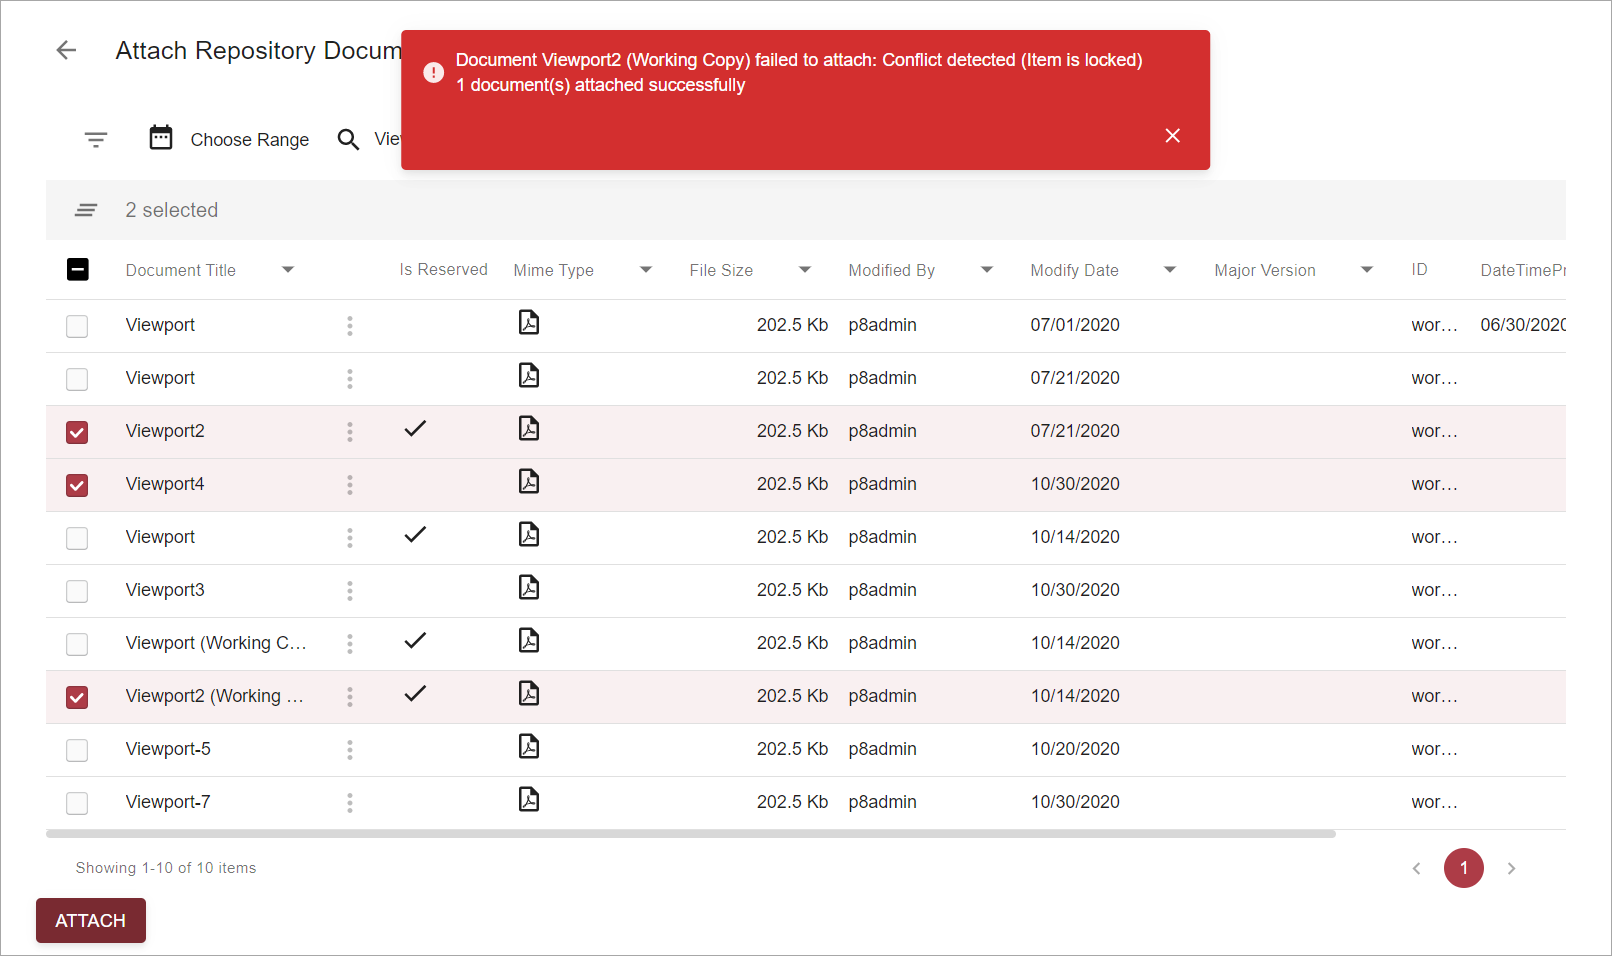 Attach Repository Docum
Document Viewport2 (Working Copy) failed to attach: Conflict detected (Item is locked)
1 document(s) attached successfully
Choose Range View
2 selected
Document Title Is Reserved Mime Type File Size Modified By Modify Date Major Version ID DateTimePr
Viewport 202.5 Kb p8admin 07/01/2020 wor... 06/30/2020
Viewport 202.5 Kb p8admin 07/21/2020 wor...
Viewport2 202.5 Kb p8admin 07/21/2020 wor...
Viewport4 202.5 Kb p8admin 10/30/2020 wor...
Viewport 202.5 Kb p8admin 10/14/2020 wor...
Viewport3 202.5 Kb p8admin 10/30/2020 wor...
Viewport (Working C... 202.5 Kb p8admin 10/14/2020 wor...
Viewport2 (Working ... 202.5 Kb p8admin 10/14/2020 wor...
Viewport-5 202.5 Kb p8admin 10/20/2020 wor...
Viewport-7 202.5 Kb p8admin 10/30/2020 wor...
Showing 1-10 of 10 items
1
ATTACH